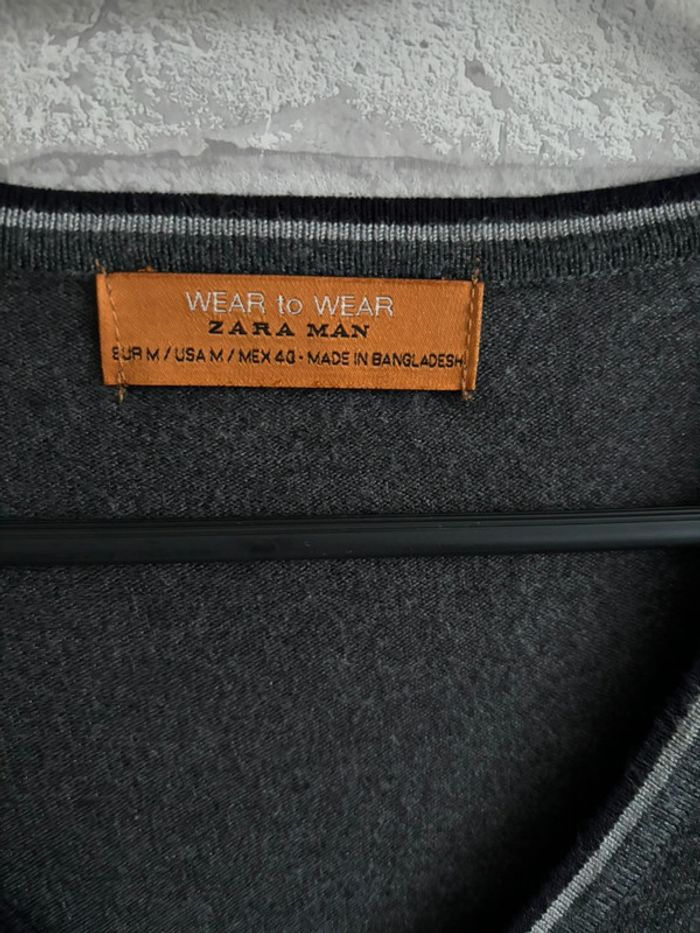 WEAR to WEAR
ZARA MAN
EUR M / USA M / MEX 40 - MADE IN BANGLADESH